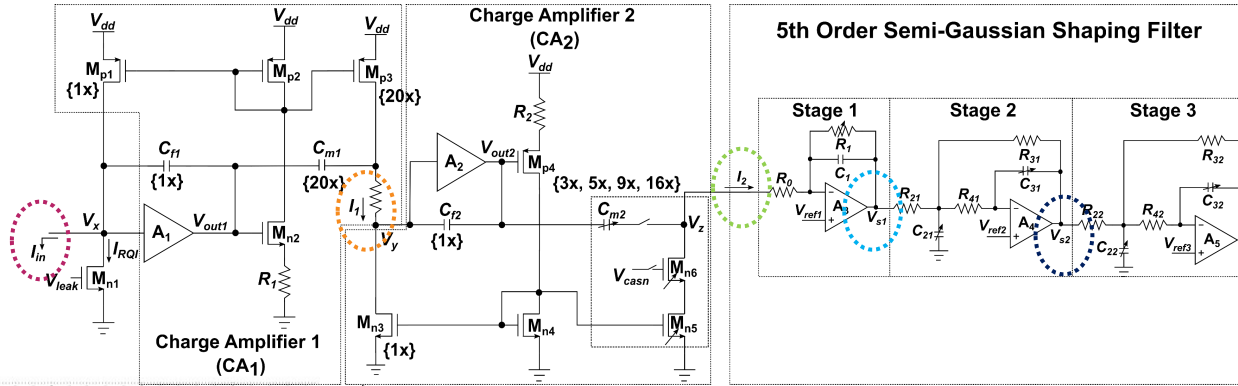 Charge Amplifier 2
(CA2)
5th Order Semi-Gaussian Shaping Filter
Vdd
Vdd
Vdd
Mp1
{1x}
Mp2
Mp3
{20x}
Vdd
R2
Cf1
{1x}
Cm1
{20x}
A2
Vout2
Mp4
{3x, 5x, 9x, 16x}
I1
Vy
Cf2
{1x}
Cm2
Vz
I2
Vx
Iin
IRQI
A1
Vout1
Mn2
Vleak
Mn1
R1
Vcasn
Mn6
Mn3
{1x}
Mn4
Mn5
Charge Amplifier 1
(CA1)
Stage 1
Stage 2
Stage 3
R1
C1
R0
A3
Vref1
Vs1
R21
R31
C31
R41
C21
Vref2
A4
Vs2
R22
R32
C32
R42
C22
Vref3
A5